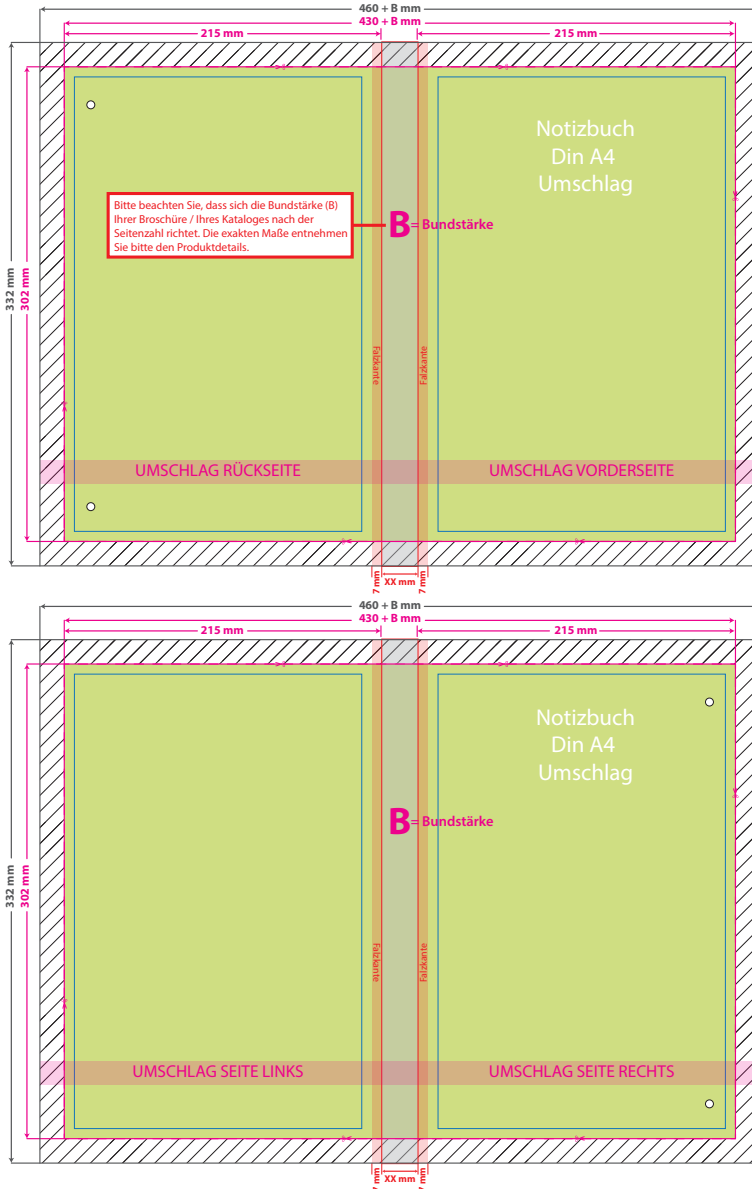 460 + B mm
430 + B mm
215 mm
215 mm
Notizbuch
Din A4
Umschlag
Bitte beachten Sie, dass sich die Bundstärke (B)
Ihrer Broschüre / Ihres Kataloges nach der
Seitenzahl richtet. Die exakten Maße entnehmen
Sie bitte den Produktdetails.
B = Bundstärke
332 mm
302 mm
Falzkante
Falzkante
UMSCHLAG RÜCKSEITE
UMSCHLAG VORDERSEITE
7 mm
XX mm
7 mm
460 + B mm
430 + B mm
215 mm
215 mm
Notizbuch
Din A4
Umschlag
B = Bundstärke
332 mm
302 mm
Falzkante
Falzkante
UMSCHLAG SEITE LINKS
UMSCHLAG SEITE RECHTS
7 mm
XX mm
7 mm